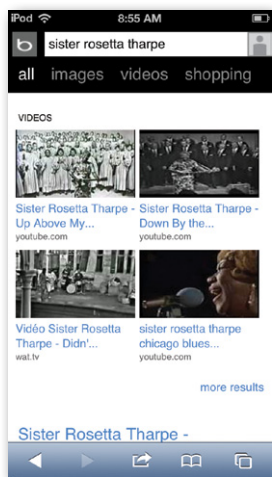 iPod 8:55 AM
b sister rosetta tharpe
all images videos shopping
VIDEOS
Sister Rosetta Tharpe - Up Above My...
youtube.com
Sister Rosetta Tharpe - Down By the...
youtube.com
Vidéo Sister Rosetta Tharpe - Didn'...
wat.tv
sister rosetta tharpe chicago blues...
youtube.com
more results
Sister Rosetta Tharpe -